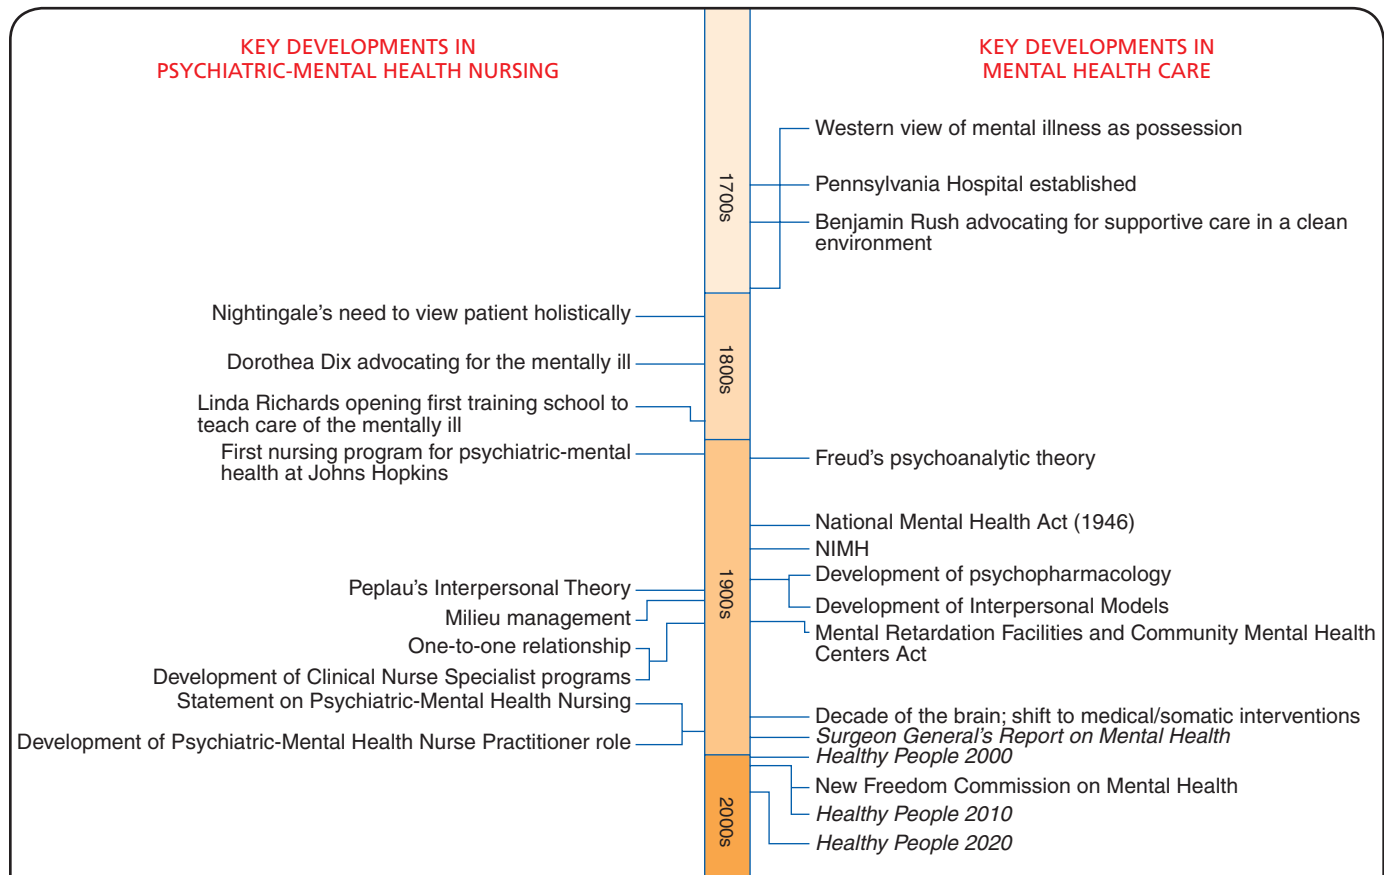 KEY DEVELOPMENTS IN
PSYCHIATRIC-MENTAL HEALTH NURSING
Nightingale’s need to view patient holistically
Dorothea Dix advocating for the mentally ill
Linda Richards opening first training school to
teach care of the mentally ill
First nursing program for psychiatric-mental
health at Johns Hopkins
Peplau’s Interpersonal Theory
Milieu management
One-to-one relationship
Development of Clinical Nurse Specialist programs
Statement on Psychiatric-Mental Health Nursing
Development of Psychiatric-Mental Health Nurse Practitioner role
1700s
1800s
1900s
2000s
KEY DEVELOPMENTS IN
MENTAL HEALTH CARE
Western view of mental illness as possession
Pennsylvania Hospital established
Benjamin Rush advocating for supportive care in a clean
environment
Freud’s psychoanalytic theory
National Mental Health Act (1946)
NIMH
Development of psychopharmacology
Development of Interpersonal Models
Mental Retardation Facilities and Community Mental Health
Centers Act
Decade of the brain; shift to medical/somatic interventions
Surgeon General’s Report on Mental Health
Healthy People 2000
New Freedom Commission on Mental Health
Healthy People 2010
Healthy People 2020